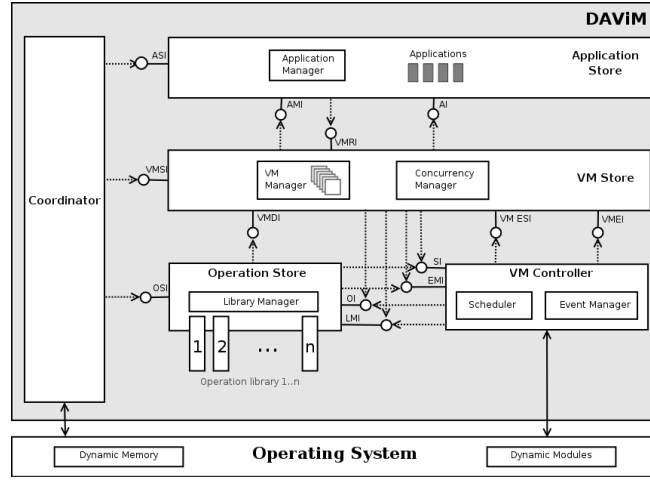 DAViM
ASI
Application
Manager
Applications
Application
Store
AMI
AI
VMRI
Coordinator
VMSI
VM
Manager
Concurrency
Manager
VM Store
VMDI
VM ESI
VMEI
Operation Store
SI
VM Controller
EMI
OSI
Library Manager
OI
Scheduler
Event Manager
LMI
1
2
...
n
Operation library 1..n
Operating System
Dynamic Memory
Dynamic Modules